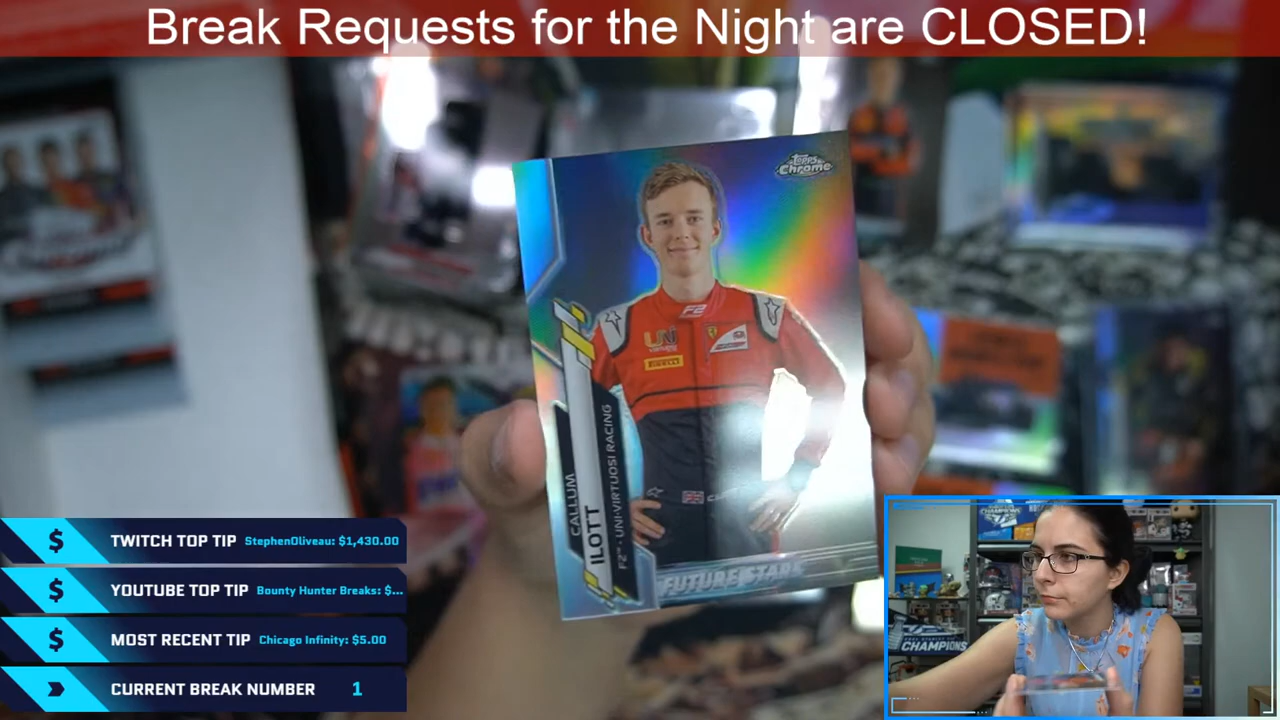 Break Requests for the Night are CLOSED!
Topps
Chrome
F2
UNI
PIRELLI
CALLUM
ILOTT
F2™ - UNI-VIRTUOSI RACING
FUTURE STARS
TWITCH TOP TIP StephenOliveau: $1,430.00
YOUTUBE TOP TIP Bounty Hunter Breaks: $...
MOST RECENT TIP Chicago Infinity: $5.00
CURRENT BREAK NUMBER 1
CHAMPIONS
CHAMPIONS